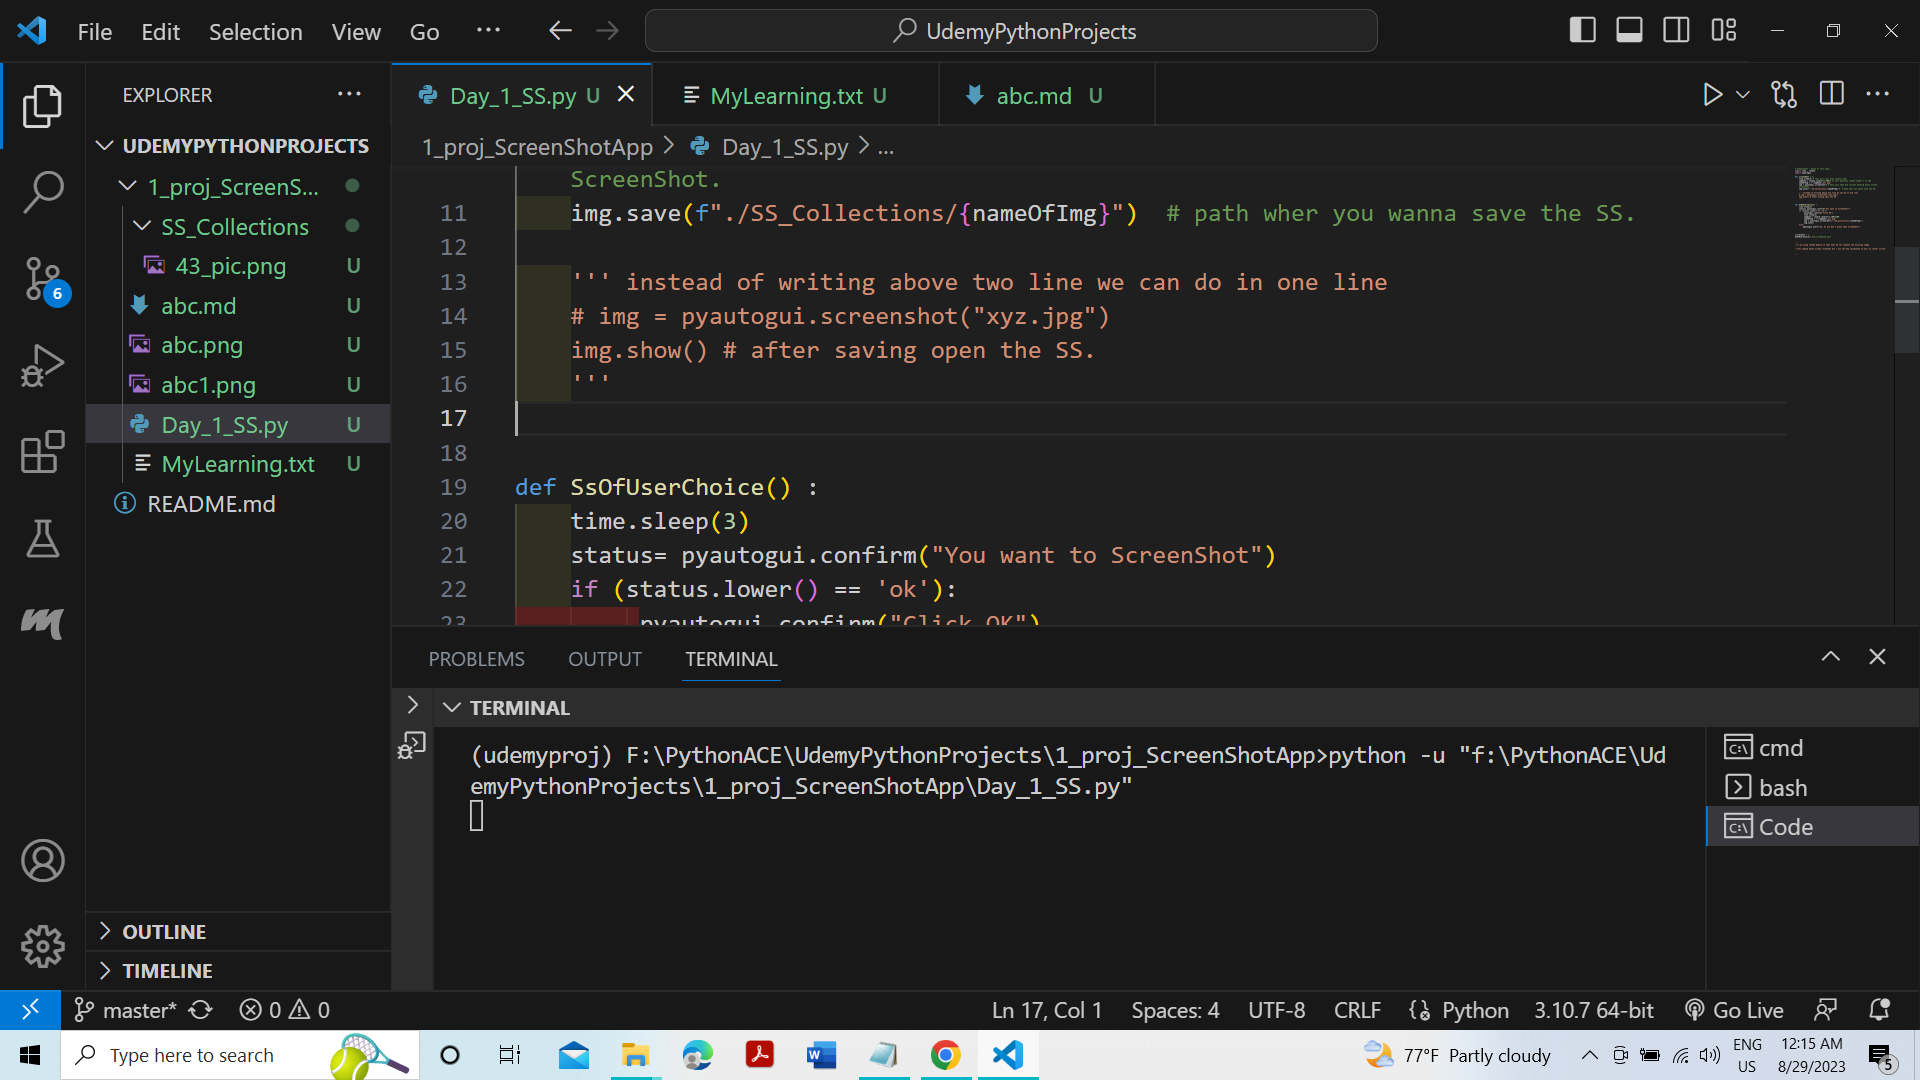 File Edit Selection View Go ··· UdemyPythonProjects
EXPLORER ···
UDEMYPYTHONPROJECTS
1_proj_ScreenS...
SS_Collections
43_pic.png U
abc.md U
abc.png U
abc1.png U
Day_1_SS.py U
MyLearning.txt U
README.md
OUTLINE
TIMELINE
6
Day_1_SS.py U MyLearning.txt U abc.md U
1_proj_ScreenShotApp > Day_1_SS.py > ...
ScreenShot.
11 img.save(f"./SS_Collections/{nameOfImg}") # path wher you wanna save the SS.
12
13 ''' instead of writing above two line we can do in one line
14 # img = pyautogui.screenshot("xyz.jpg")
15 img.show() # after saving open the SS.
16 '''
17
18
19 def SsOfUserChoice() :
20 time.sleep(3)
21 status= pyautogui.confirm("You want to ScreenShot")
22 if (status.lower() == 'ok'):
23 pyautogui.confirm("Click OK")
PROBLEMS OUTPUT TERMINAL
TERMINAL
(udemyproj) F:\PythonACE\UdemyPythonProjects\1_proj_ScreenShotApp>python -u "f:\PythonACE\Ud
emyPythonProjects\1_proj_ScreenShotApp\Day_1_SS.py"
cmd
bash
Code
master* 0 0 Ln 17, Col 1 Spaces: 4 UTF-8 CRLF Python 3.10.7 64-bit Go Live
Type here to search 77°F Partly cloudy ENG US 12:15 AM 8/29/2023 5